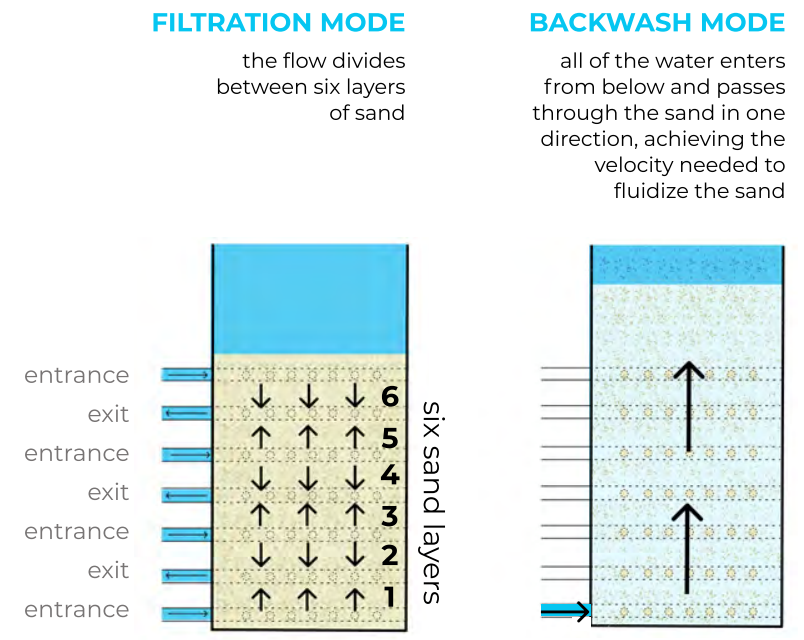 FILTRATION MODE
the flow divides
between six layers
of sand
BACKWASH MODE
all of the water enters
from below and passes
through the sand in one
direction, achieving the
velocity needed to
fluidize the sand
entrance
exit
entrance
exit
entrance
exit
entrance
6
5
4
3
2
1
six sand layers